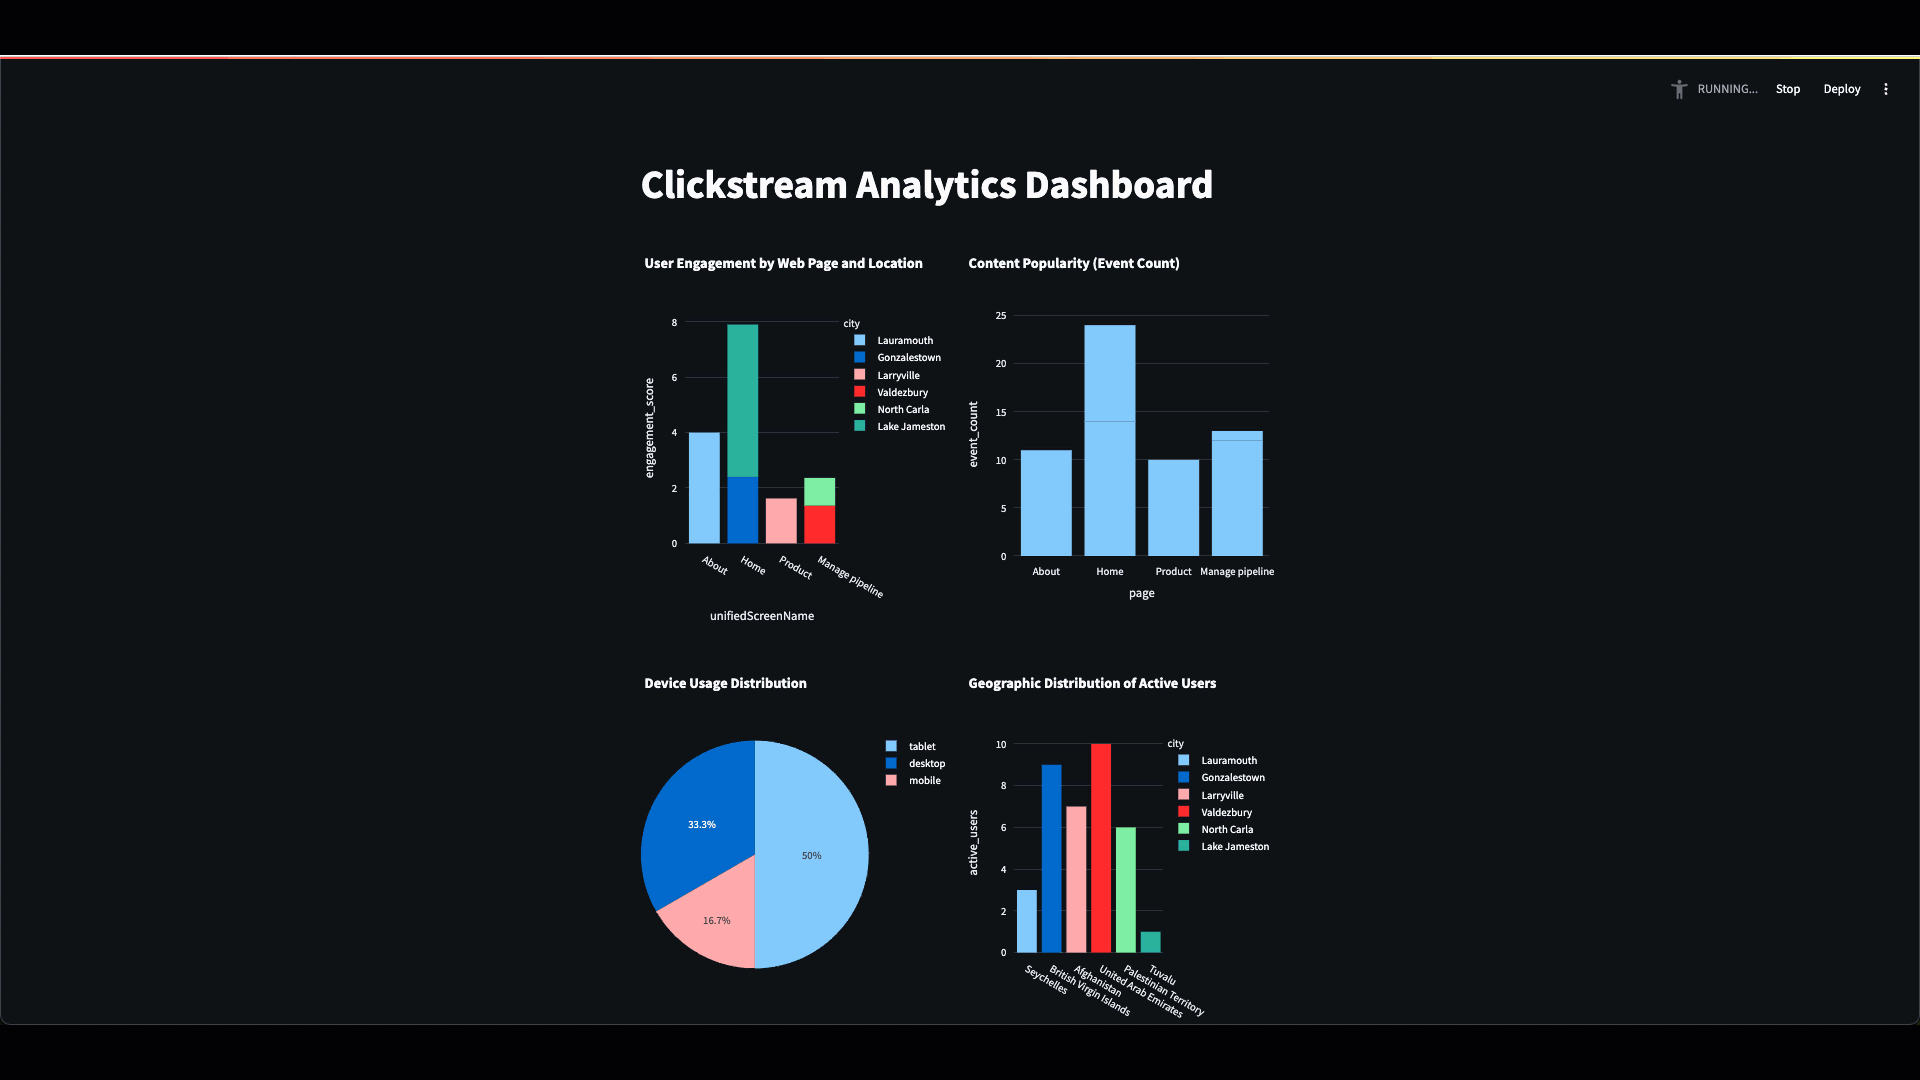 RUNNING...
Stop
Deploy
Clickstream Analytics Dashboard
User Engagement by Web Page and Location
8
6
4
2
0
engagement_score
About
Home
Product
Manage pipeline
unifiedScreenName
city
Lauramouth
Gonzalestown
Larryville
Valdezbury
North Carla
Lake Jameston
Content Popularity (Event Count)
25
20
15
10
5
0
event_count
About
Home
Product
Manage pipeline
page
Device Usage Distribution
33.3%
50%
16.7%
tablet
desktop
mobile
Geographic Distribution of Active Users
10
8
6
4
2
0
active_users
Seychelles
British Virgin Islands
Afghanistan
United Arab Emirates
Palestinian Territory
Tuvalu
city
Lauramouth
Gonzalestown
Larryville
Valdezbury
North Carla
Lake Jameston